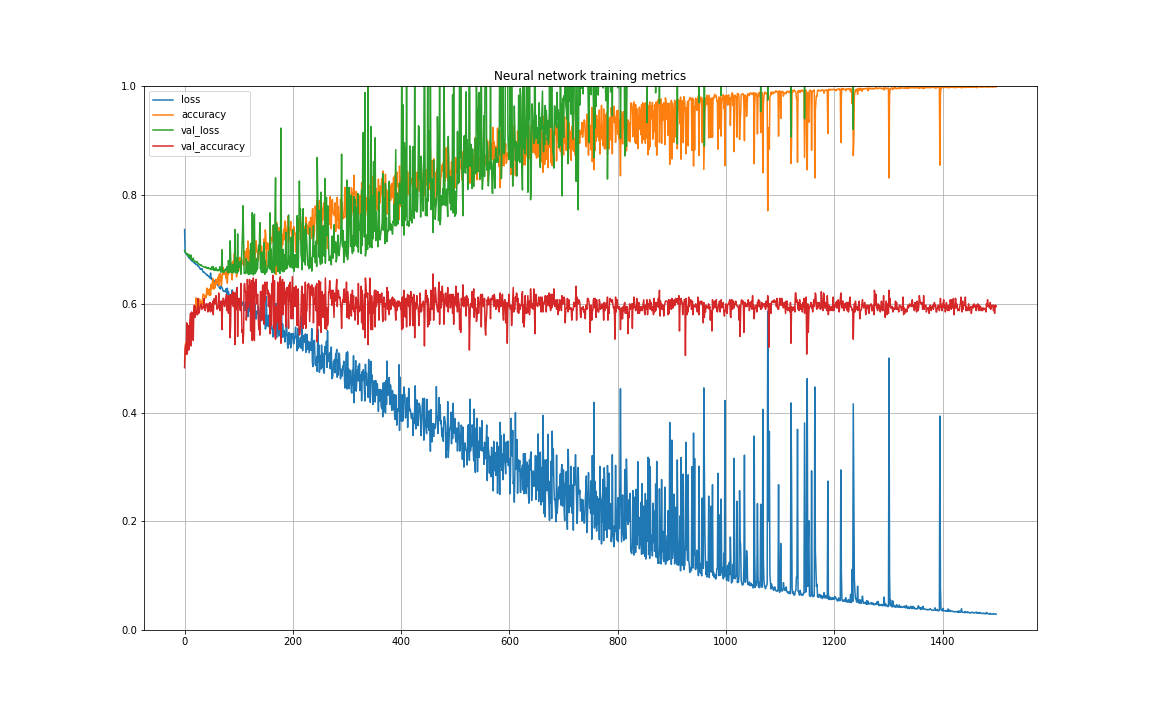 Neural network training metrics
loss
accuracy
val_loss
val_accuracy
1.0
0.8
0.6
0.4
0.2
0.0
0 200 400 600 800 1000 1200 1400